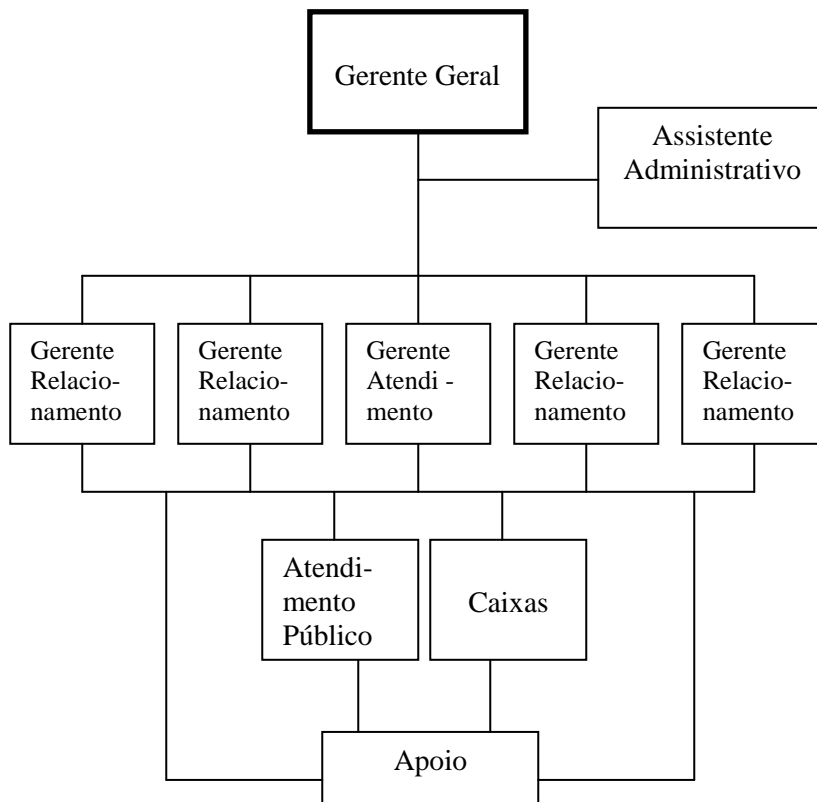 Gerente Geral
Assistente
Administrativo
Gerente
Relacio-
namento
Gerente
Relacio-
namento
Gerente
Atendi -
mento
Gerente
Relacio-
namento
Gerente
Relacio-
namento
Atendi-
mento
Público
Caixas
Apoio